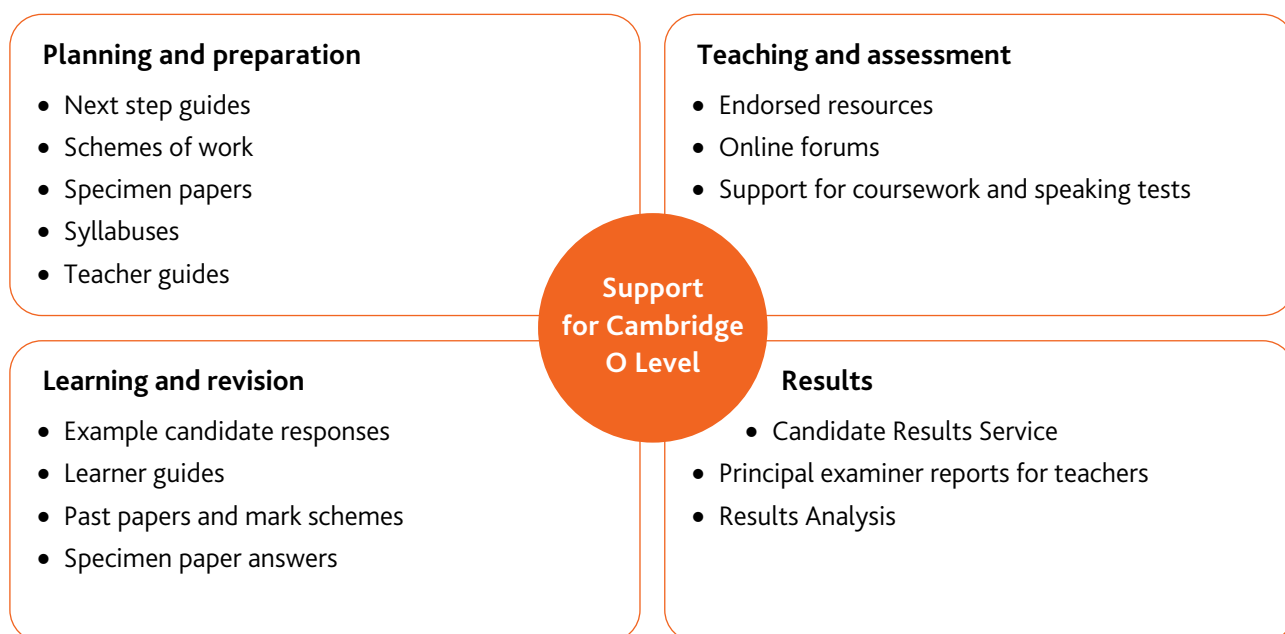 Planning and preparation
• Next step guides
• Schemes of work
• Specimen papers
• Syllabuses
• Teacher guides
Teaching and assessment
• Endorsed resources
• Online forums
• Support for coursework and speaking tests
Support
for Cambridge
O Level
Learning and revision
• Example candidate responses
• Learner guides
• Past papers and mark schemes
• Specimen paper answers
Results
• Candidate Results Service
• Principal examiner reports for teachers
• Results Analysis